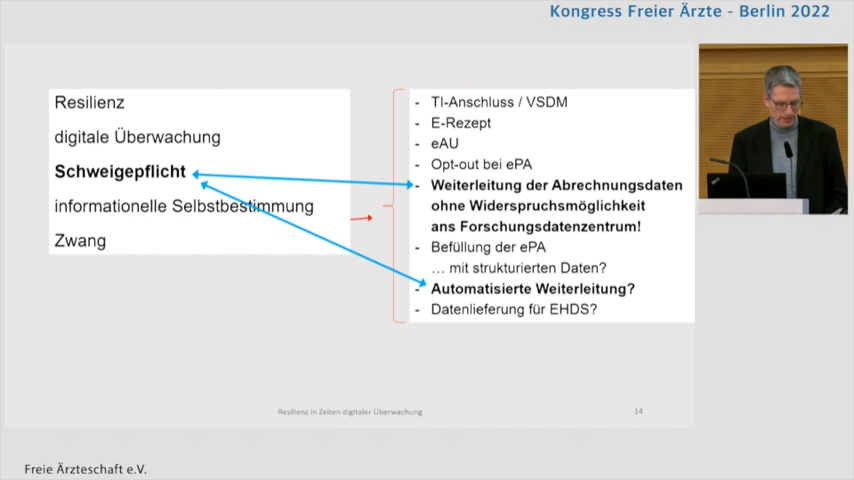 Kongress Freier Ärzte - Berlin 2022
Resilienz
digitale Überwachung
Schweigepflicht
informationelle Selbstbestimmung
Zwang
- TI-Anschluss / VSDM
- E-Rezept
- eAU
- Opt-out bei ePA
- Weiterleitung der Abrechnungsdaten
ohne Widerspruchsmöglichkeit
ans Forschungsdatenzentrum!
- Befüllung der ePA
… mit strukturierten Daten?
- Automatisierte Weiterleitung?
- Datenlieferung für EHDS?
Resilienz in Zeiten digitaler Überwachung
14
Freie Ärzteschaft e.V.